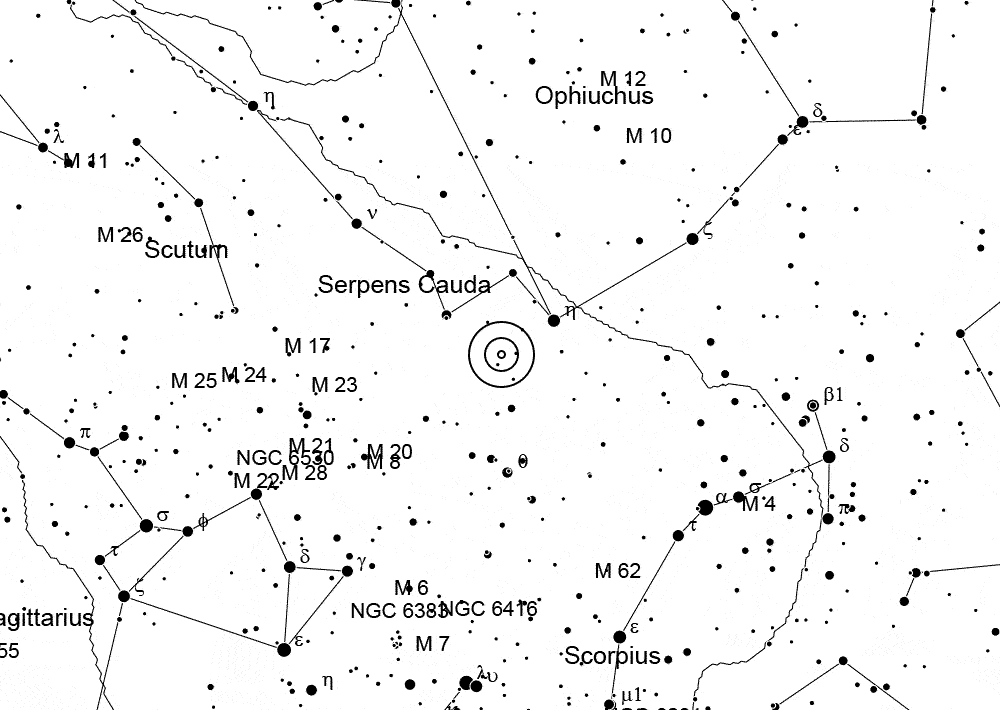 M 12
Ophiuchus
η
δ
ε
M 10
λ
M 11
ν
ζ
M 26
Scutum
Serpens Cauda
η
M 17
M 25
M 24
M 23
β1
π
M 21
δ
NGC 6530
M 20
M 8
θ
M 28
M 22
λ
σ
α
M 4
π
σ
φ
τ
τ
δ
γ
M 62
ζ
M 6
NGC 6383
NGC 6416
agittarius
ε
M 7
ε
55
Scorpius
η
λ
υ
μ1